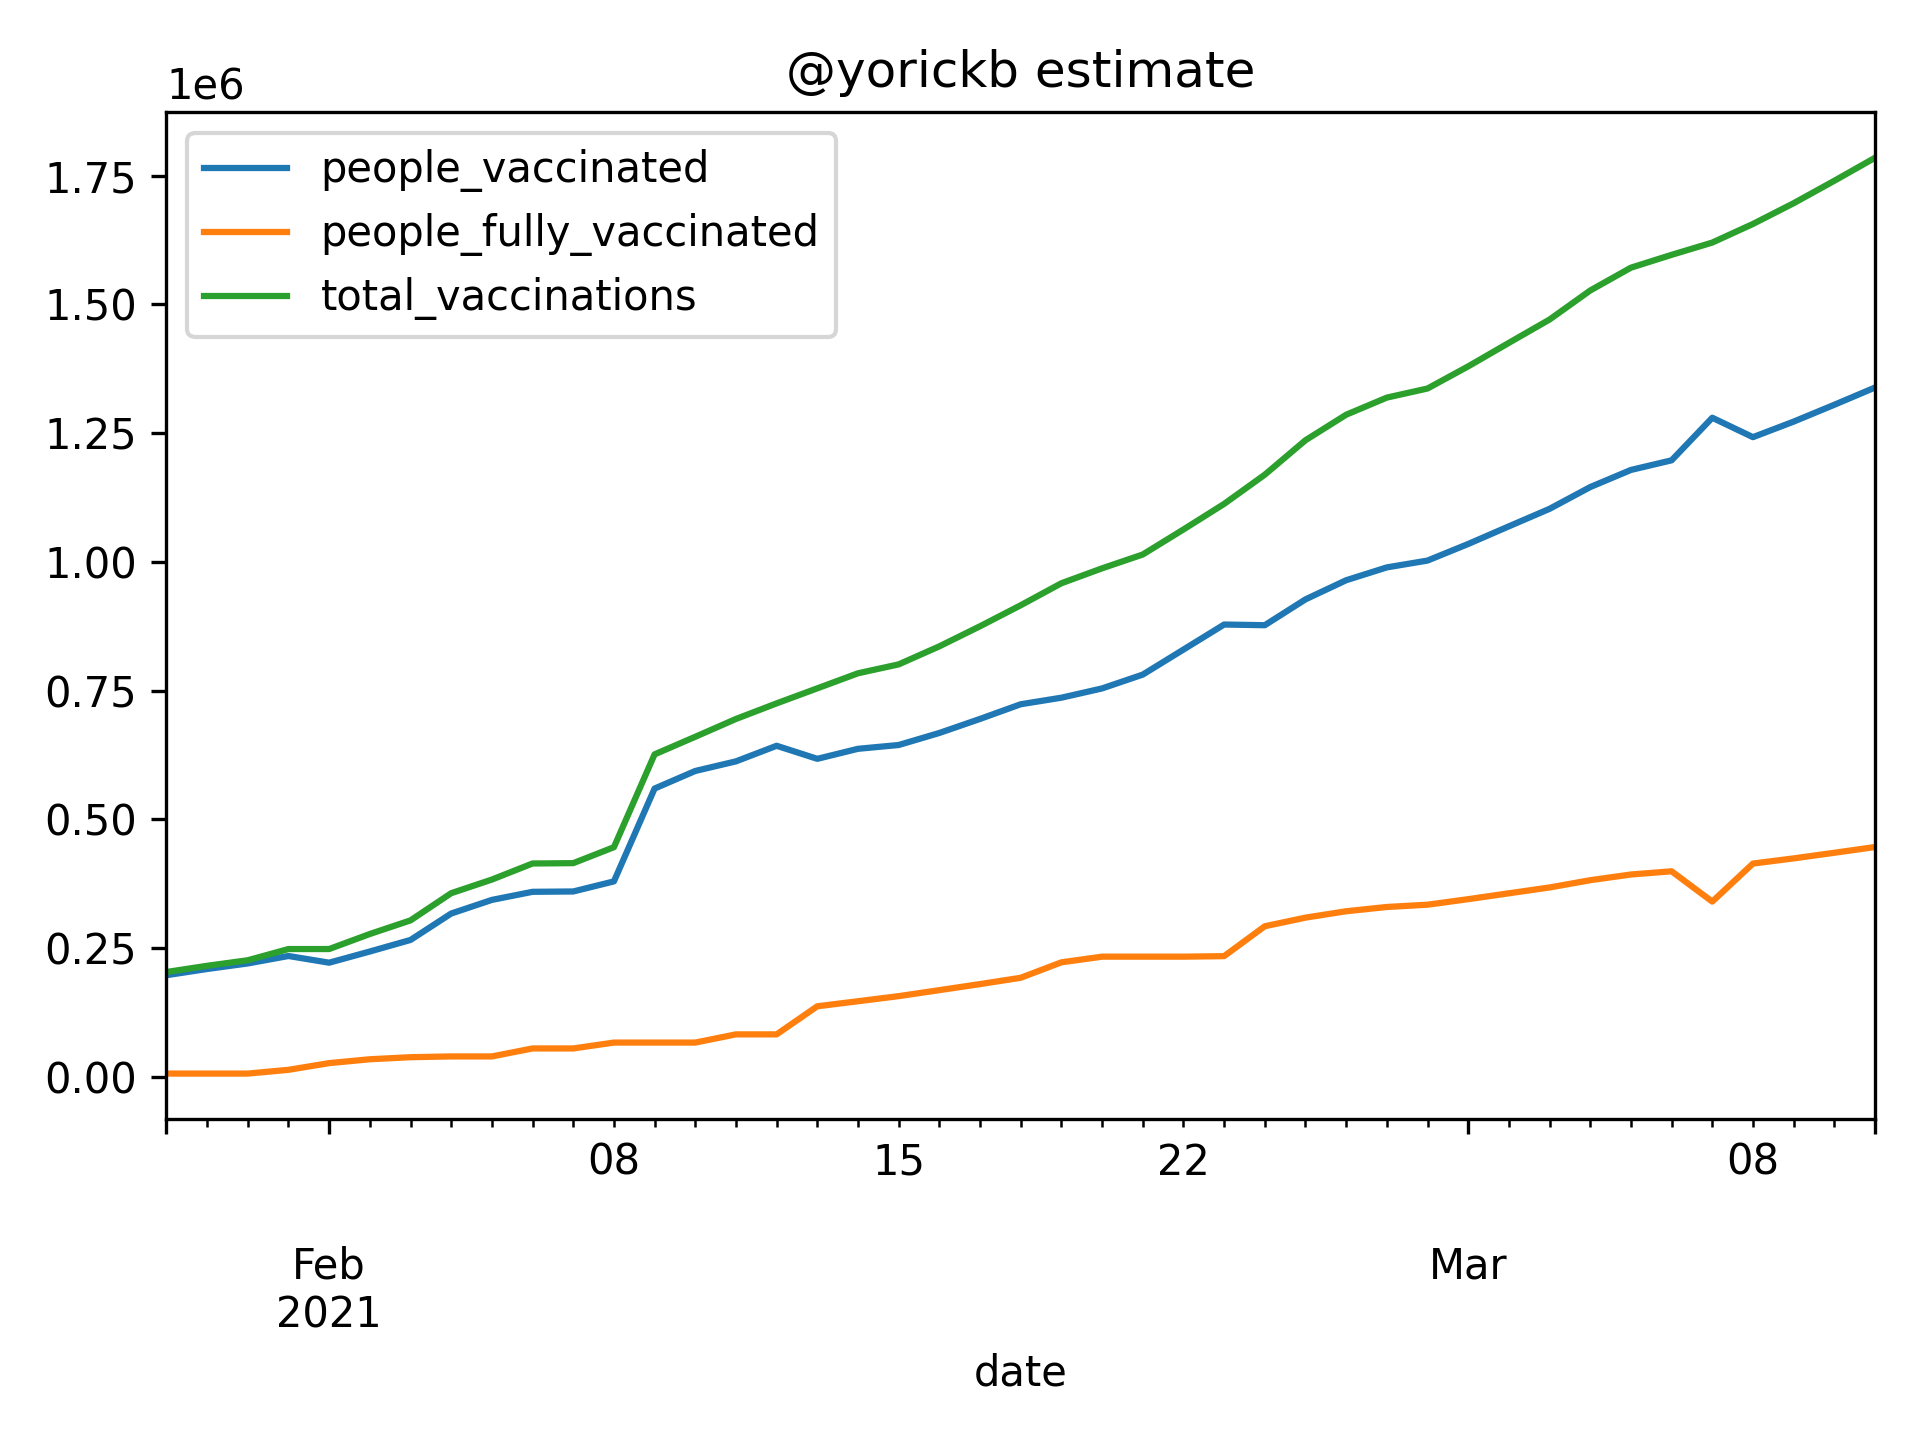 @yorickb estimate
1e6
people_vaccinated
people_fully_vaccinated
total_vaccinations
1.75
1.50
1.25
1.00
0.75
0.50
0.25
0.00
08 15 22 08
Feb Mar
2021
date